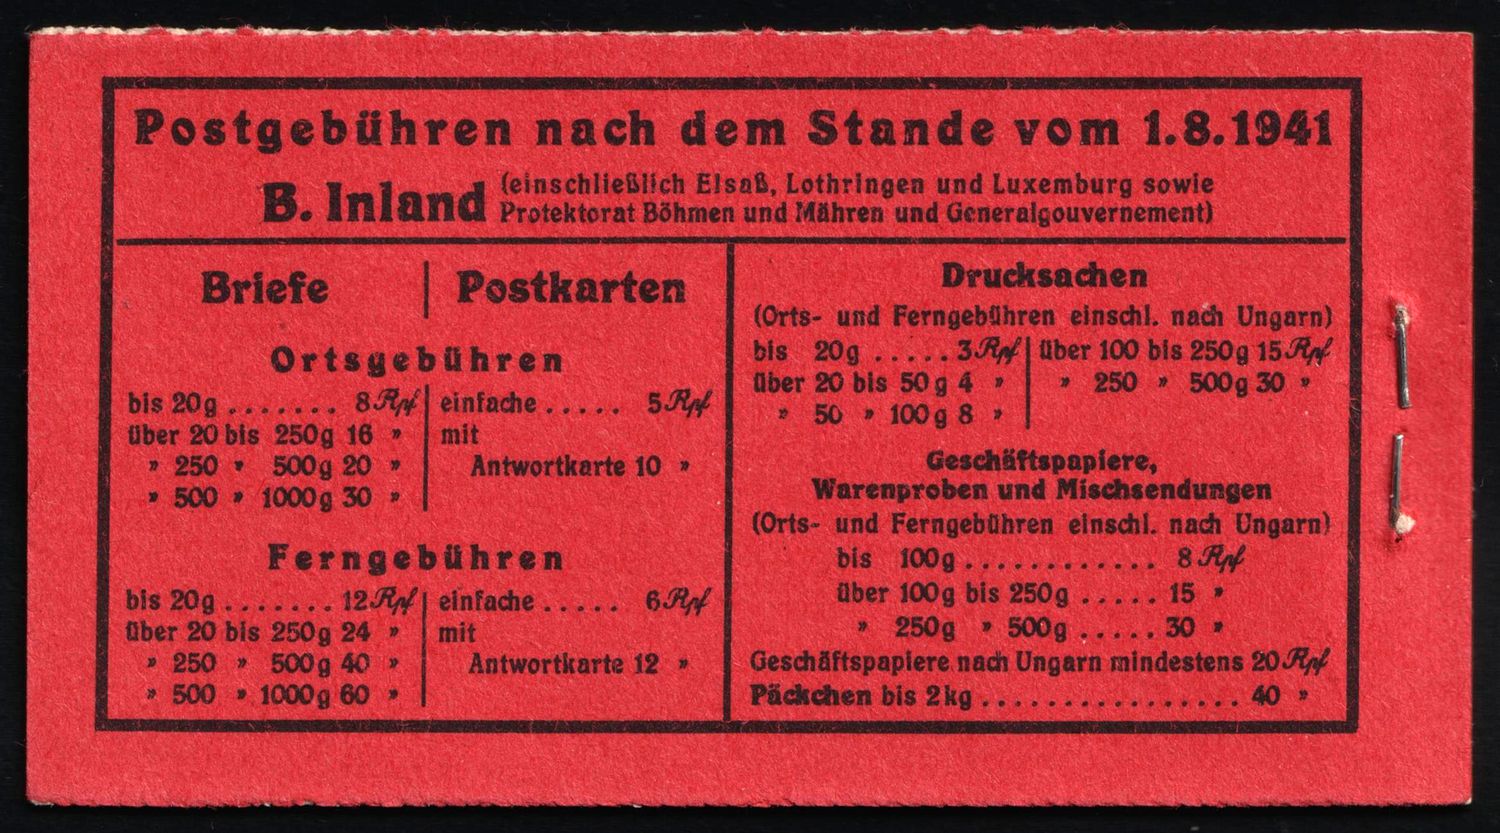 Postgebühren nach dem Stande vom 1.8.1941
B. Inland (einschließlich Elsaß, Lothringen und Luxemburg sowie
Protektorat Böhmen und Mähren und Generalgouvernement)
Briefe | Postkarten
Ortsgebühren
bis 20g ....... 8 Rpf
über 20 bis 250g 16 "
" 250 " 500g 20 "
" 500 " 1000g 30 "
einfache ..... 5 Rpf
mit
Antwortkarte 10 "
Ferngebühren
bis 20g ....... 12 Rpf
über 20 bis 250g 24 "
" 250 " 500g 40 "
" 500 " 1000g 60 "
einfache ..... 6 Rpf
mit
Antwortkarte 12 "
Drucksachen
(Orts- und Ferngebühren einschl. nach Ungarn)
bis 20g ..... 3 Rpf
über 20 bis 50g 4 "
" 50 " 100g 8 "
über 100 bis 250g 15 Rpf
" 250 " 500g 30 "
Geschäftspapiere,
Warenproben und Mischsendungen
(Orts- und Ferngebühren einschl. nach Ungarn)
bis 100g ............ 8 Rpf
über 100g bis 250g ..... 15 "
" 250g " 500g ..... 30 "
Geschäftspapiere nach Ungarn mindestens 20 Rpf
Päckchen bis 2kg ................ 40 "